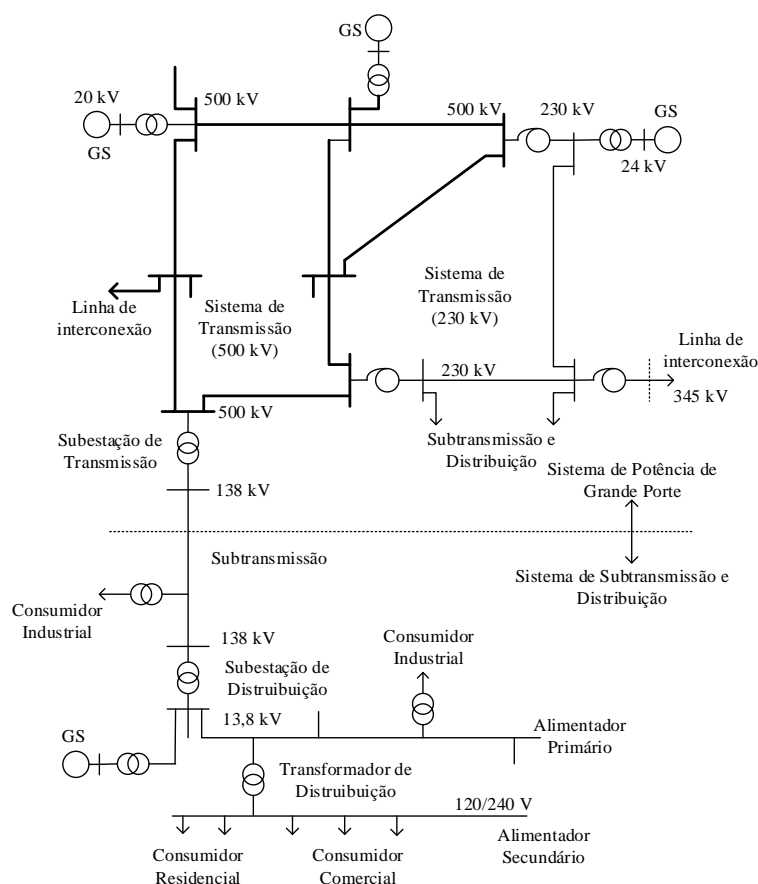 GS
20 kV
500 kV
500 kV
230 kV
GS
GS
24 kV
Linha de
interconexão
Sistema de
Transmissão
(500 kV)
Sistema de
Transmissão
(230 kV)
Linha de
interconexão
230 kV
345 kV
500 kV
Subestação de
Transmissão
Subtransmissão e
Distribuição
Sistema de Potência de
Grande Porte
138 kV
Subtransmissão
Sistema de Subtransmissão e
Distribuição
Consumidor
Industrial
138 kV
Consumidor
Industrial
Subestação de
Distruibuição
13,8 kV
GS
Alimentador
Primário
Transformador de
Distruibuição
120/240 V
Alimentador
Secundário
Consumidor
Residencial
Consumidor
Comercial